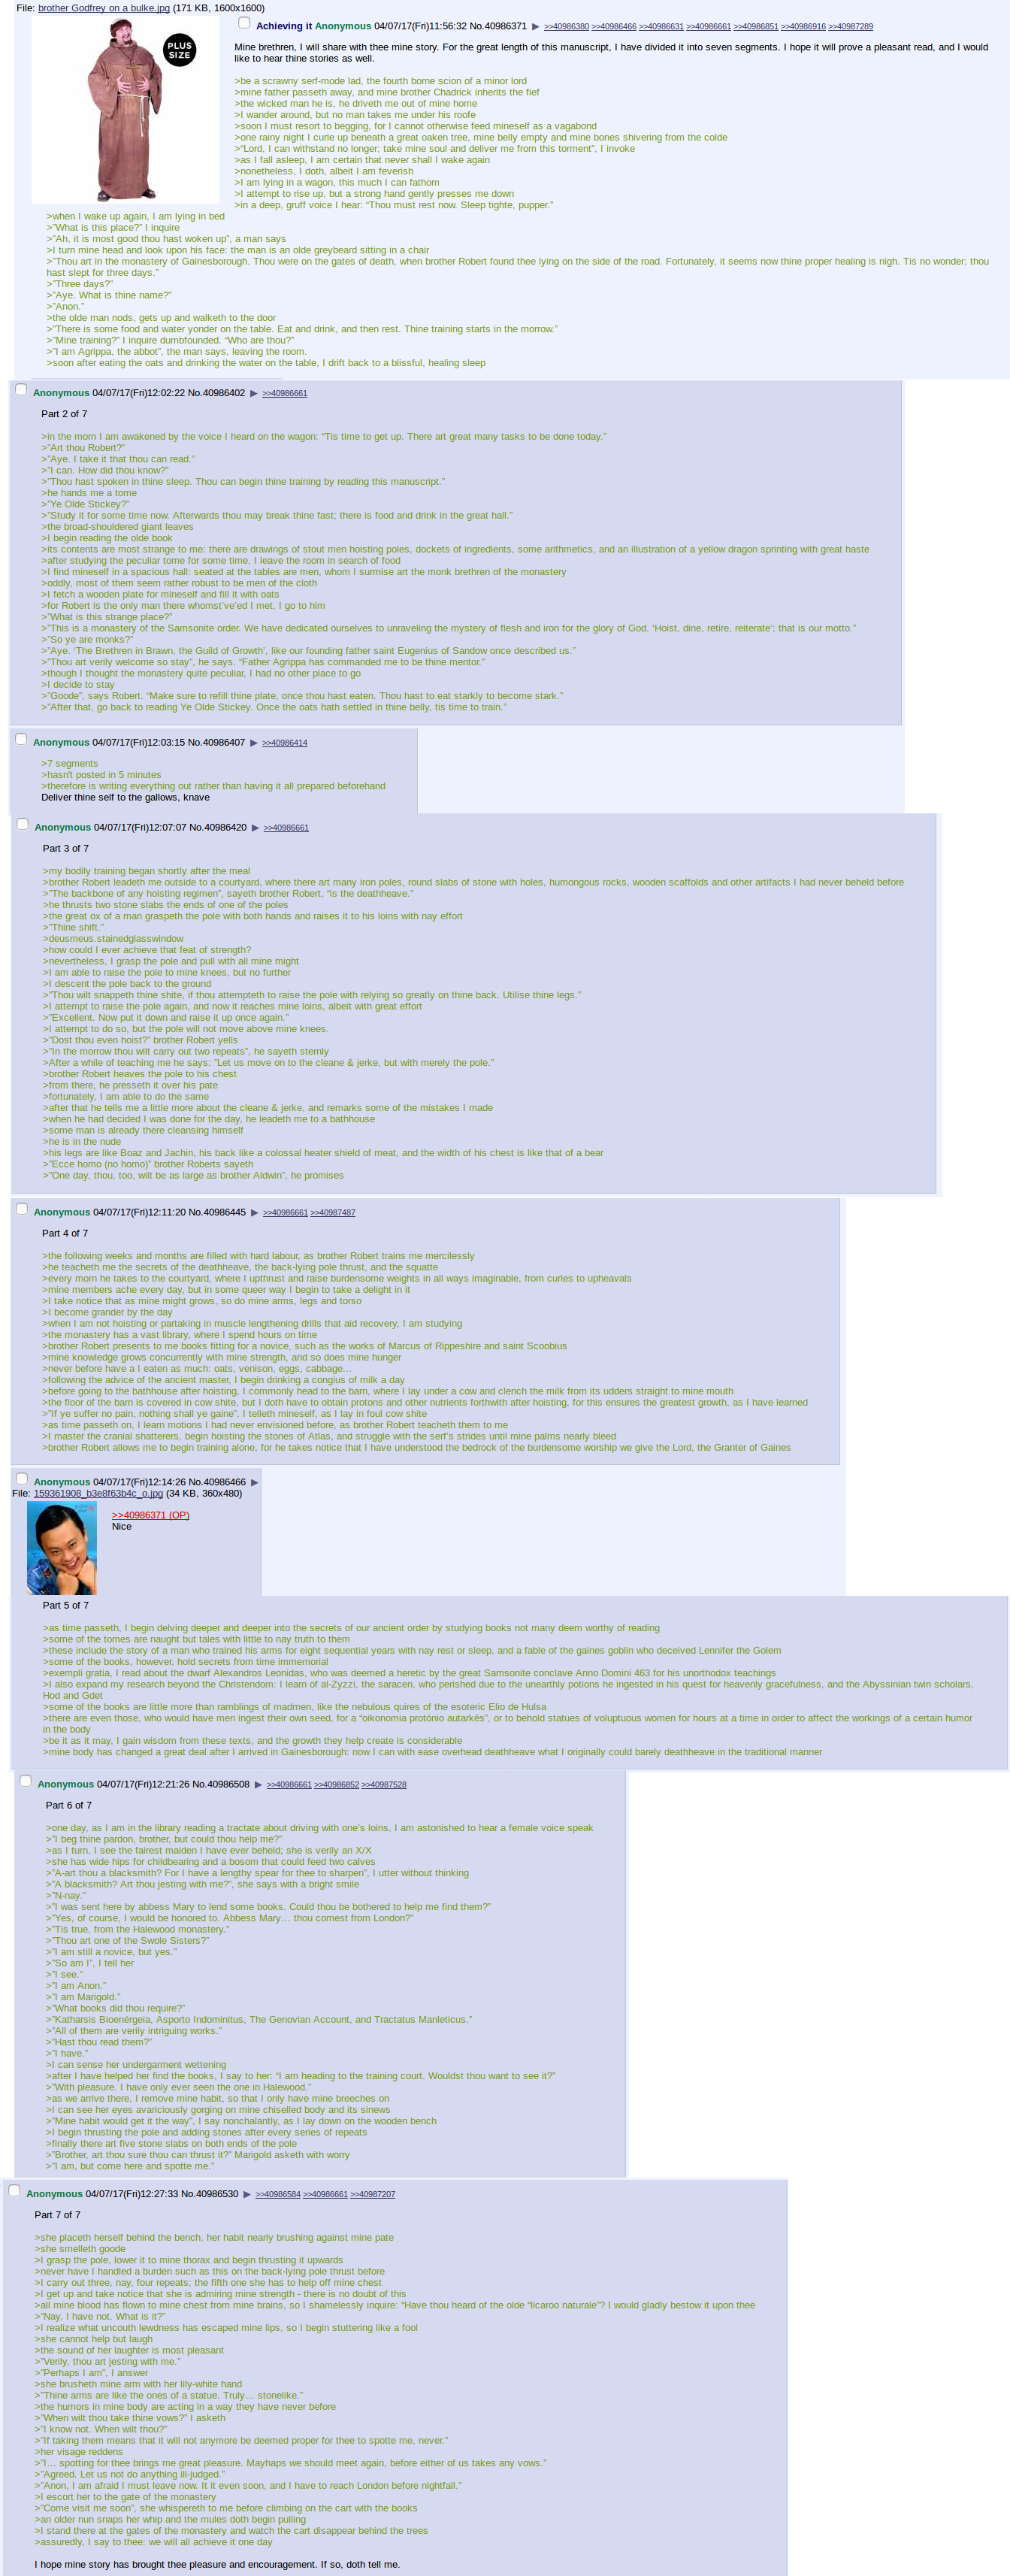 File: brother Godfrey on a bulke.jpg (171 KB, 1600x1600)
PLUS
SIZE
Achieving it Anonymous 04/07/17(Fri)11:56:32 No.40986371 ▶ >>40986380 >>40986466 >>40986631 >>40986661 >>40986851 >>40986916 >>40987289
Mine brethren, I will share with thee mine story. For the great length of this manuscript, I have divided it into seven segments. I hope it will prove a pleasant read, and I would
like to hear thine stories as well.
>be a scrawny serf-mode lad, the fourth borne scion of a minor lord
>mine father passeth away, and mine brother Chadrick inherits the fief
>the wicked man he is, he driveth me out of mine home
>I wander around, but no man takes me under his roofe
>soon I must resort to begging, for I cannot otherwise feed mineself as a vagabond
>one rainy night I curle up beneath a great oaken tree, mine belly empty and mine bones shivering from the colde
>“Lord, I can withstand no longer; take mine soul and deliver me from this torment”, I invoke
>as I fall asleep, I am certain that never shall I wake again
>nonetheless, I doth, albeit I am feverish
>I am lying in a wagon, this much I can fathom
>I attempt to rise up, but a strong hand gently presses me down
>in a deep, gruff voice I hear: “Thou must rest now. Sleep tighte, pupper.”
>when I wake up again, I am lying in bed
>”What is this place?” I inquire
>”Ah, it is most good thou hast woken up”, a man says
>I turn mine head and look upon his face: the man is an olde greybeard sitting in a chair
>”Thou art in the monastery of Gainesborough. Thou were on the gates of death, when brother Robert found thee lying on the side of the road. Fortunately, it seems now thine proper healing is nigh. Tis no wonder; thou
hast slept for three days.”
>”Three days?”
>”Aye. What is thine name?”
>”Anon.”
>the olde man nods, gets up and walketh to the door
>”There is some food and water yonder on the table. Eat and drink, and then rest. Thine training starts in the morrow.”
>”Mine training?” I inquire dumbfounded. “Who are thou?”
>”I am Agrippa, the abbot”, the man says, leaving the room.
>soon after eating the oats and drinking the water on the table, I drift back to a blissful, healing sleep
Anonymous 04/07/17(Fri)12:02:22 No.40986402 ▶ >>40986661
Part 2 of 7
>in the morn I am awakened by the voice I heard on the wagon: “Tis time to get up. There art great many tasks to be done today.”
>”Art thou Robert?”
>”Aye. I take it that thou can read.”
>”I can. How did thou know?”
>”Thou hast spoken in thine sleep. Thou can begin thine training by reading this manuscript.”
>he hands me a tome
>”Ye Olde Stickey?”
>”Study it for some time now. Afterwards thou may break thine fast; there is food and drink in the great hall.”
>the broad-shouldered giant leaves
>I begin reading the olde book
>its contents are most strange to me: there are drawings of stout men hoisting poles, dockets of ingredients, some arithmetics, and an illustration of a yellow dragon sprinting with great haste
>after studying the peculiar tome for some time, I leave the room in search of food
>I find mineself in a spacious hall: seated at the tables are men, whom I surmise art the monk brethren of the monastery
>oddly, most of them seem rather robust to be men of the cloth
>I fetch a wooden plate for mineself and fill it with oats
>for Robert is the only man there whomst’ve’ed I met, I go to him
>”What is this strange place?”
>”This is a monastery of the Samsonite order. We have dedicated ourselves to unraveling the mystery of flesh and iron for the glory of God. ‘Hoist, dine, retire, reiterate’; that is our motto.”
>”So ye are monks?”
>”Aye. ‘The Brethren in Brawn, the Guild of Growth’, like our founding father saint Eugenius of Sandow once described us.”
>”Thou art verily welcome so stay”, he says. “Father Agrippa has commanded me to be thine mentor.”
>though I thought the monastery quite peculiar, I had no other place to go
>I decide to stay
>”Goode”, says Robert. “Make sure to refill thine plate, once thou hast eaten. Thou hast to eat starkly to become stark.”
>”After that, go back to reading Ye Olde Stickey. Once the oats hath settled in thine belly, tis time to train.”
Anonymous 04/07/17(Fri)12:03:15 No.40986407 ▶ >>40986414
>7 segments
>hasn't posted in 5 minutes
>therefore is writing everything out rather than having it all prepared beforehand
Deliver thine self to the gallows, knave
Anonymous 04/07/17(Fri)12:07:07 No.40986420 ▶ >>40986661
Part 3 of 7
>my bodily training began shortly after the meal
>brother Robert leadeth me outside to a courtyard, where there art many iron poles, round slabs of stone with holes, humongous rocks, wooden scaffolds and other artifacts I had never beheld before
>”The backbone of any hoisting regimen”, sayeth brother Robert, “is the deathheave.”
>he thrusts two stone slabs the ends of one of the poles
>the great ox of a man graspeth the pole with both hands and raises it to his loins with nay effort
>”Thine shift.”
>deusmeus.stainedglasswindow
>how could I ever achieve that feat of strength?
>nevertheless, I grasp the pole and pull with all mine might
>I am able to raise the pole to mine knees, but no further
>I descent the pole back to the ground
>”Thou wilt snappeth thine shite, if thou attempteth to raise the pole with relying so greatly on thine back. Utilise thine legs.”
>I attempt to raise the pole again, and now it reaches mine loins, albeit with great effort
>”Excellent. Now put it down and raise it up once again.”
>I attempt to do so, but the pole will not move above mine knees.
>”Dost thou even hoist?” brother Robert yells
>”In the morrow thou wilt carry out two repeats”, he sayeth sternly
>After a while of teaching me he says: ”Let us move on to the cleane & jerke, but with merely the pole.”
>brother Robert heaves the pole to his chest
>from there, he presseth it over his pate
>fortunately, I am able to do the same
>after that he tells me a little more about the cleane & jerke, and remarks some of the mistakes I made
>when he had decided I was done for the day, he leadeth me to a bathhouse
>some man is already there cleansing himself
>he is in the nude
>his legs are like Boaz and Jachin, his back like a colossal heater shield of meat, and the width of his chest is like that of a bear
>”Ecce homo (no homo)” brother Roberts sayeth
>”One day, thou, too, wilt be as large as brother Aldwin”, he promises
Anonymous 04/07/17(Fri)12:11:20 No.40986445 ▶ >>40986661 >>40987487
Part 4 of 7
>the following weeks and months are filled with hard labour, as brother Robert trains me mercilessly
>he teacheth me the secrets of the deathheave, the back-lying pole thrust, and the squatte
>every morn he takes to the courtyard, where I upthrust and raise burdensome weights in all ways imaginable, from curles to upheavals
>mine members ache every day, but in some queer way I begin to take a delight in it
>I take notice that as mine might grows, so do mine arms, legs and torso
>I become grander by the day
>when I am not hoisting or partaking in muscle lengthening drills that aid recovery, I am studying
>the monastery has a vast library, where I spend hours on time
>brother Robert presents to me books fitting for a novice, such as the works of Marcus of Rippeshire and saint Scoobius
>mine knowledge grows concurrently with mine strength, and so does mine hunger
>never before have I eaten as much: oats, venison, eggs, cabbage…
>following the advice of the ancient master, I begin drinking a congius of milk a day
>before going to the bathhouse after hoisting, I commonly head to the barn, where I lay under a cow and clench the milk from its udders straight to mine mouth
>the floor of the barn is covered in cow shite, but I doth have to obtain protons and other nutrients forthwith after hoisting, for this ensures the greatest growth, as I have learned
>”If ye suffer no pain, nothing shall ye gaine”, I telleth mineself, as I lay in foul cow shite
>as time passeth on, I learn motions I had never envisioned before, as brother Robert teacheth them to me
>I master the cranial shatterers, begin hoisting the stones of Atlas, and struggle with the serf’s strides until mine palms nearly bleed
>brother Robert allows me to begin training alone, for he takes notice that I have understood the bedrock of the burdensome worship we give the Lord, the Granter of Gaines
Anonymous 04/07/17(Fri)12:14:26 No.40986466 ▶
File: 159361908_b3e8f63b4c_o.jpg (34 KB, 360x480)
>>40986371 (OP)
Nice
Part 5 of 7
>as time passeth, I begin delving deeper and deeper into the secrets of our ancient order by studying books not many deem worthy of reading
>some of the tomes are naught but tales with little to nay truth to them
>these include the story of a man who trained his arms for eight sequential years with nay rest or sleep, and a fable of the gaines goblin who deceived Lennifer the Golem
>some of the books, however, hold secrets from time immemorial
>exempli gratia, I read about the dwarf Alexandros Leonidas, who was deemed a heretic by the great Samsonite conclave Anno Domini 463 for his unorthodox teachings
>I also expand my research beyond the Christendom: I learn of al-Zyzzi, the saracen, who perished due to the unearthly potions he ingested in his quest for heavenly gracefulness, and the Abyssinian twin scholars,
Hod and Gdet
>some of the books are little more than ramblings of madmen, like the nebulous quires of the esoteric Elio de Hulsa
>there are even those, who would have men ingest their own seed, for a “oikonomia protónio autarkès”, or to behold statues of voluptuous women for hours at a time in order to affect the workings of a certain humor
in the body
>be it as it may, I gain wisdom from these texts, and the growth they help create is considerable
>mine body has changed a great deal after I arrived in Gainesborough: now I can with ease overhead deathheave what I originally could barely deathheave in the traditional manner
Anonymous 04/07/17(Fri)12:21:26 No.40986508 ▶ >>40986661 >>40986852 >>40987528
Part 6 of 7
>one day, as I am in the library reading a tractate about driving with one’s loins, I am astonished to hear a female voice speak
>”I beg thine pardon, brother, but could thou help me?”
>as I turn, I see the fairest maiden I have ever beheld; she is verily an X/X
>she has wide hips for childbearing and a bosom that could feed two calves
>”A-art thou a blacksmith? For I have a lengthy spear for thee to sharpen”, I utter without thinking
>”A blacksmith? Art thou jesting with me?”, she says with a bright smile
>”N-nay.”
>”I was sent here by abbess Mary to lend some books. Could thou be bothered to help me find them?”
>”Yes, of course, I would be honored to. Abbess Mary… thou comest from London?”
>”Tis true, from the Halewood monastery.”
>”Thou art one of the Swole Sisters?”
>”I am still a novice, but yes.”
>”So am I”, I tell her
>”I see.”
>”I am Anon.”
>”I am Marigold.”
>”What books did thou require?”
>”Katharsis Bioenérgeia, Asporto Indominitus, The Genovian Account, and Tractatus Manleticus.”
>”All of them are verily intriguing works.”
>”Hast thou read them?”
>”I have.”
>I can sense her undergarment wettening
>after I have helped her find the books, I say to her: “I am heading to the training court. Wouldst thou want to see it?”
>”With pleasure. I have only ever seen the one in Halewood.”
>as we arrive there, I remove mine habit, so that I only have mine breeches on
>I can see her eyes avariciously gorging on mine chiselled body and its sinews
>”Mine habit would get it the way”, I say nonchalantly, as I lay down on the wooden bench
>I begin thrusting the pole and adding stones after every series of repeats
>finally there art five stone slabs on both ends of the pole
>”Brother, art thou sure thou can thrust it?” Marigold asketh with worry
>”I am, but come here and spotte me.”
Anonymous 04/07/17(Fri)12:27:33 No.40986530 ▶ >>40986584 >>40986661 >>40987207
Part 7 of 7
>she placeth herself behind the bench, her habit nearly brushing against mine pate
>she smelleth goode
>I grasp the pole, lower it to mine thorax and begin thrusting it upwards
>never have I handled a burden such as this on the back-lying pole thrust before
>I carry out three, nay, four repeats; the fifth one she has to help off mine chest
>I get up and take notice that she is admiring mine strength - there is no doubt of this
>all mine blood has flown to mine chest from mine brains, so I shamelessly inquire: “Have thou heard of the olde “licaroo naturale”? I would gladly bestow it upon thee
>”Nay, I have not. What is it?”
>I realize what uncouth lewdness has escaped mine lips, so I begin stuttering like a fool
>she cannot help but laugh
>the sound of her laughter is most pleasant
>”Verily, thou art jesting with me.”
>”Perhaps I am”, I answer
>she brusheth mine arm with her lily-white hand
>”Thine arms are like the ones of a statue. Truly… stonelike.”
>the humors in mine body are acting in a way they have never before
>”When wilt thou take thine vows?” I asketh
>”I know not. When wilt thou?”
>”If taking them means that it will not anymore be deemed proper for thee to spotte me, never.”
>her visage reddens
>”I… spotting for thee brings me great pleasure. Mayhaps we should meet again, before either of us takes any vows.”
>”Agreed. Let us not do anything ill-judged.”
>”Anon, I am afraid I must leave now. It it even soon, and I have to reach London before nightfall.”
>I escort her to the gate of the monastery
>”Come visit me soon”, she whispereth to me before climbing on the cart with the books
>an older nun snaps her whip and the mules doth begin pulling
>I stand there at the gates of the monastery and watch the cart disappear behind the trees
>assuredly, I say to thee: we will all achieve it one day
I hope mine story has brought thee pleasure and encouragement. If so, doth tell me.